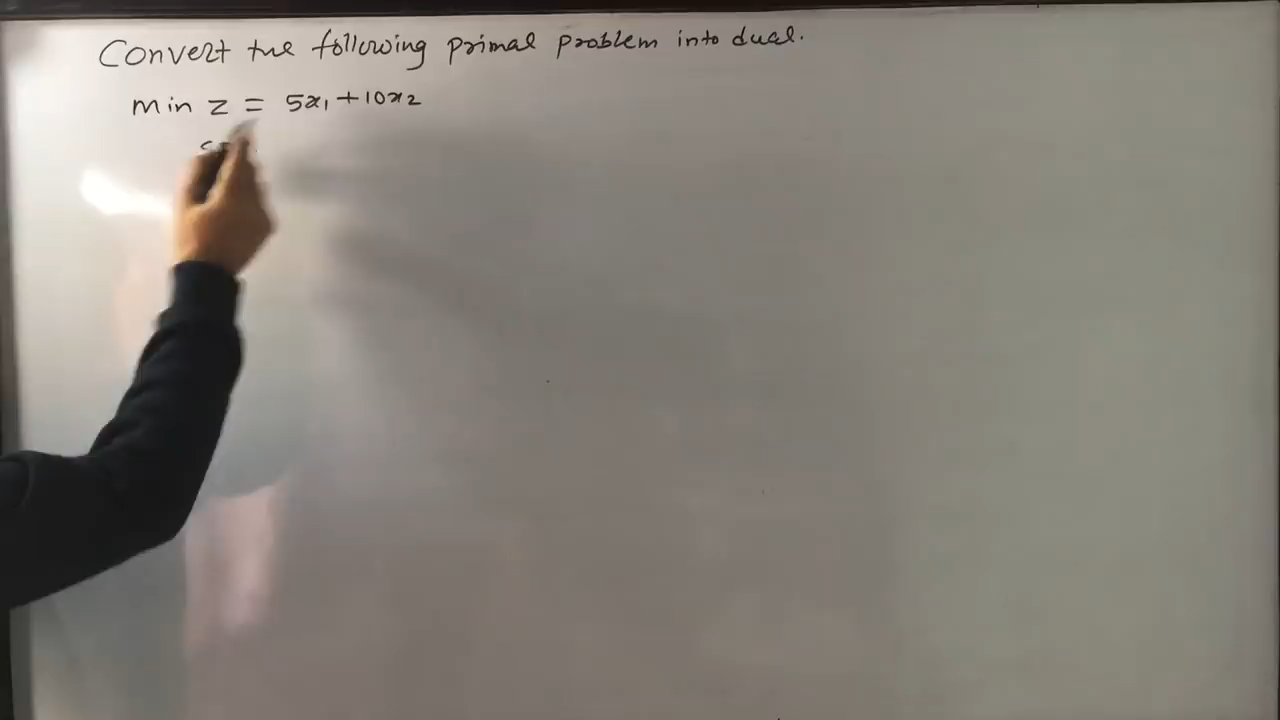 Convert the following primal problem into dual.
min z = 5x₁ + 10x₂